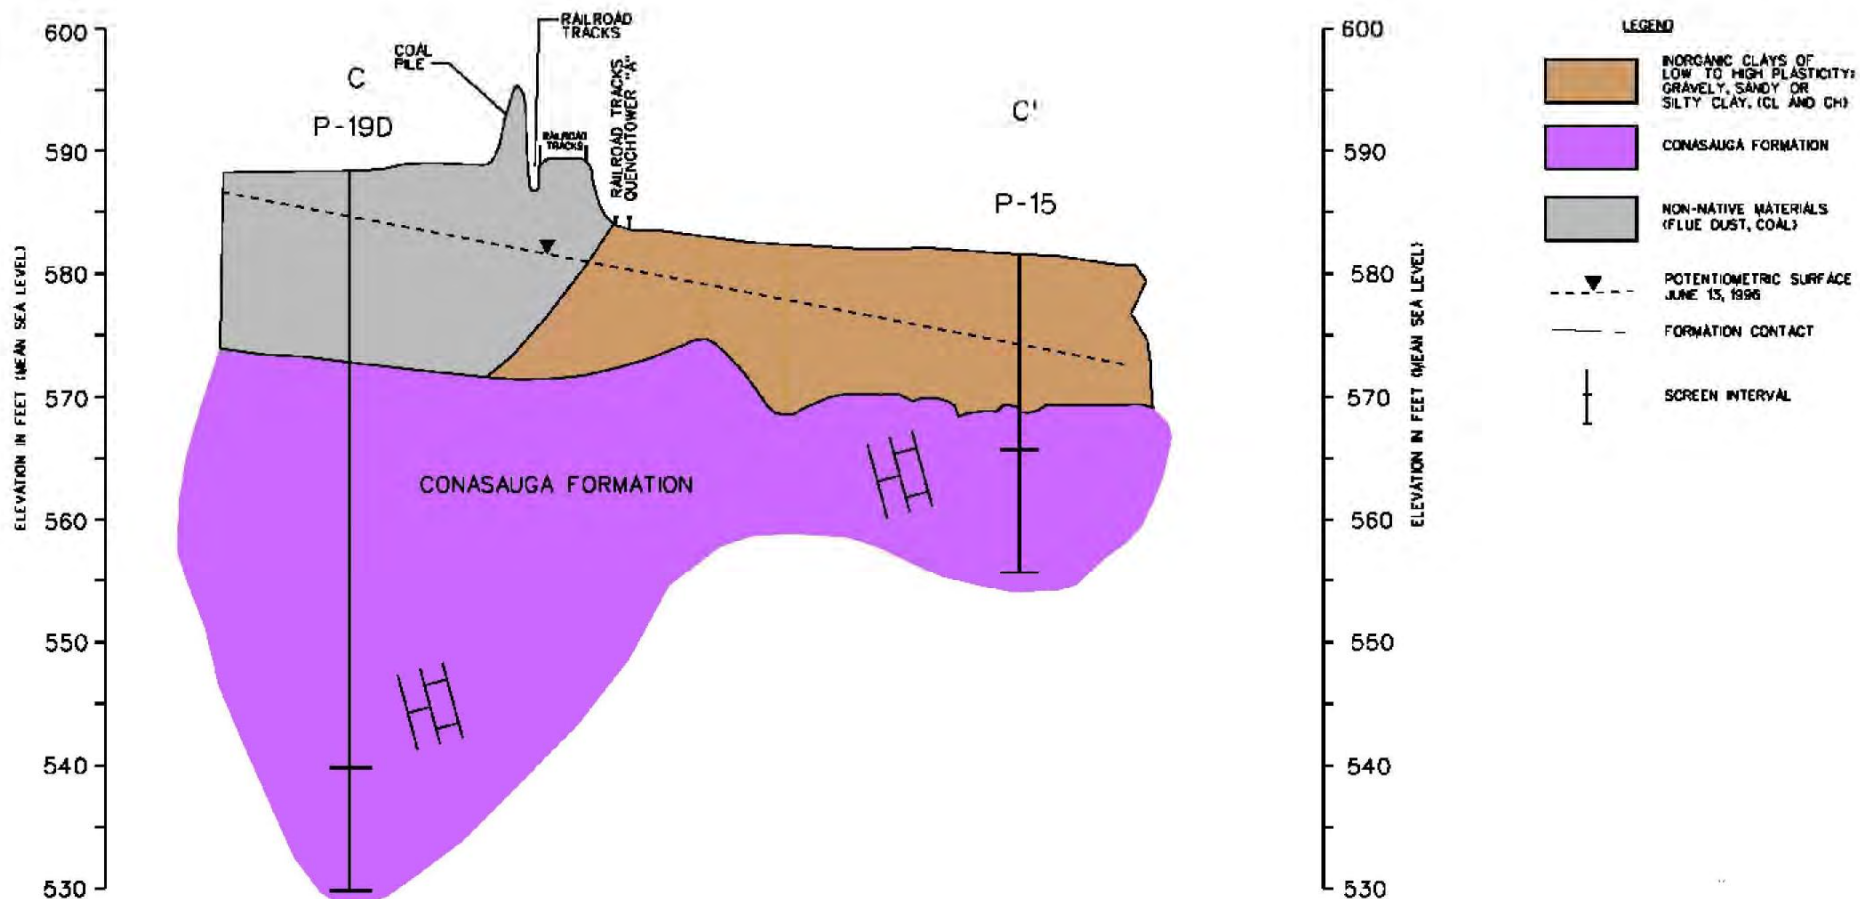 600
590
580
570
560
550
540
530
ELEVATION IN FEET (MEAN SEA LEVEL)
C
P-19D
COAL
PILE
RAILROAD
TRACKS
RAILROAD
TRACKS
RAILROAD TRACKS
QUENCHTOWER "A"
C'
P-15
CONASAUGA FORMATION
600
590
580
570
560
550
540
530
ELEVATION IN FEET (MEAN SEA LEVEL)
LEGEND
INORGANIC CLAYS OF
LOW TO HIGH PLASTICITY;
GRAVELY, SANDY OR
SILTY CLAY. (CL AND CH)
CONASAUGA FORMATION
NON-NATIVE MATERIALS
(FLUE DUST, COAL)
POTENTIOMETRIC SURFACE
JUNE 13, 1996
FORMATION CONTACT
SCREEN INTERVAL